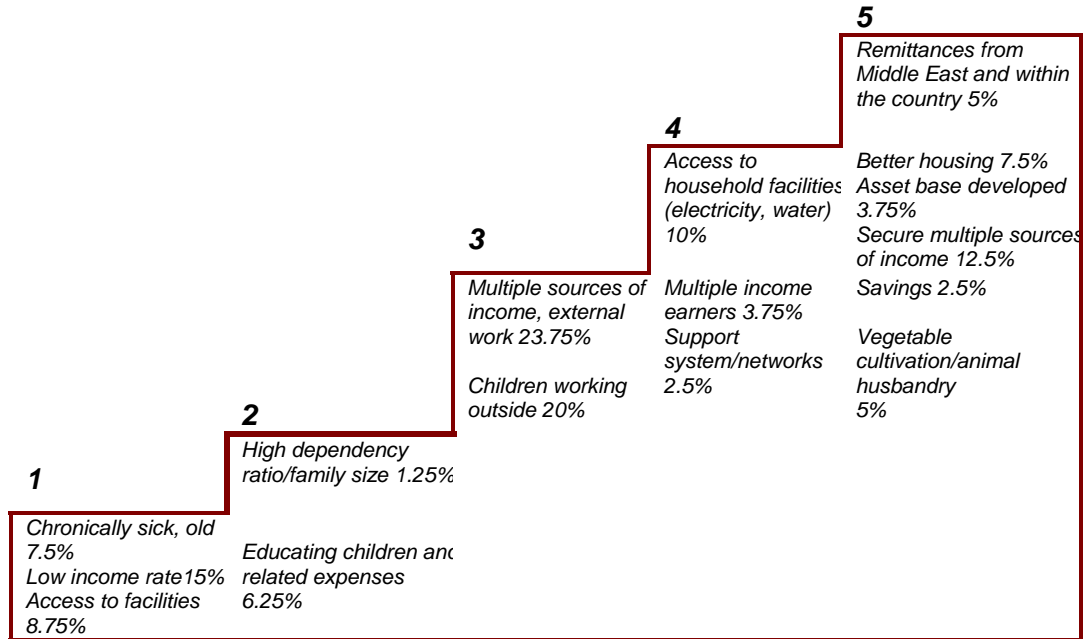 5
Remittances from
Middle East and within
the country 5%
Better housing 7.5%
Asset base developed
3.75%
Secure multiple sources
of income 12.5%
Savings 2.5%
Vegetable
cultivation/animal
husbandry
5%
4
Access to
household facilities
(electricity, water)
10%
Multiple income
earners 3.75%
Support
system/networks
2.5%
3
Multiple sources of
income, external
work 23.75%
Children working
outside 20%
2
High dependency
ratio/family size 1.25%
Educating children and
related expenses
6.25%
1
Chronically sick, old
7.5%
Low income rate15%
Access to facilities
8.75%